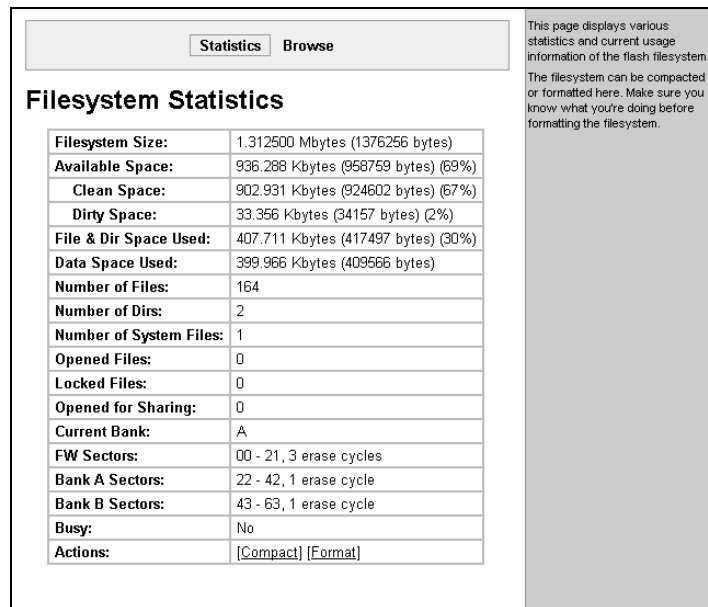 Statistics Browse
Filesystem Statistics
Filesystem Size: 1.312500 Mbytes (1376256 bytes)
Available Space: 936.288 Kbytes (958759 bytes) (69%)
Clean Space: 902.931 Kbytes (924602 bytes) (67%)
Dirty Space: 33.356 Kbytes (34157 bytes) (2%)
File & Dir Space Used: 407.711 Kbytes (417497 bytes) (30%)
Data Space Used: 399.966 Kbytes (409566 bytes)
Number of Files: 164
Number of Dirs: 2
Number of System Files: 1
Opened Files: 0
Locked Files: 0
Opened for Sharing: 0
Current Bank: A
FW Sectors: 00 - 21, 3 erase cycles
Bank A Sectors: 22 - 42, 1 erase cycle
Bank B Sectors: 43 - 63, 1 erase cycle
Busy: No
Actions: [Compact] [Format]
This page displays various
statistics and current usage
information of the flash filesystem.
The filesystem can be compacted
or formatted here. Make sure you
know what you're doing before
formatting the filesystem.